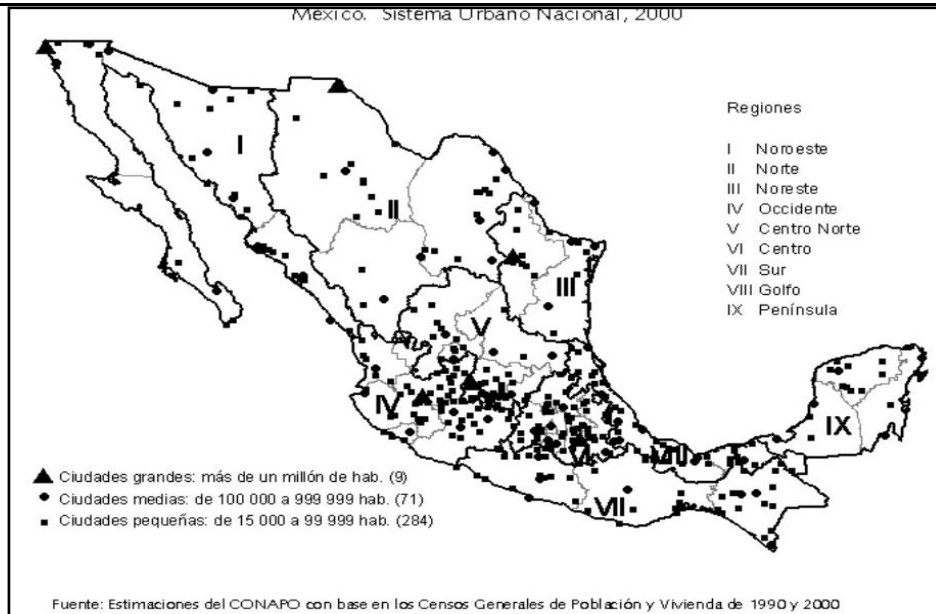 México. Sistema Urbano Nacional, 2000
Regiones
I Noroeste
II Norte
III Noreste
IV Occidente
V Centro Norte
VI Centro
VII Sur
VIII Golfo
IX Península
I
II
III
V
IV
VI
VIII
VII
IX
Ciudades grandes: más de un millón de hab. (9)
Ciudades medias: de 100 000 a 999 999 hab. (71)
Ciudades pequeñas: de 15 000 a 99 999 hab. (284)
Fuente: Estimaciones del CONAPO con base en los Censos Generales de Población y Vivienda de 1990 y 2000